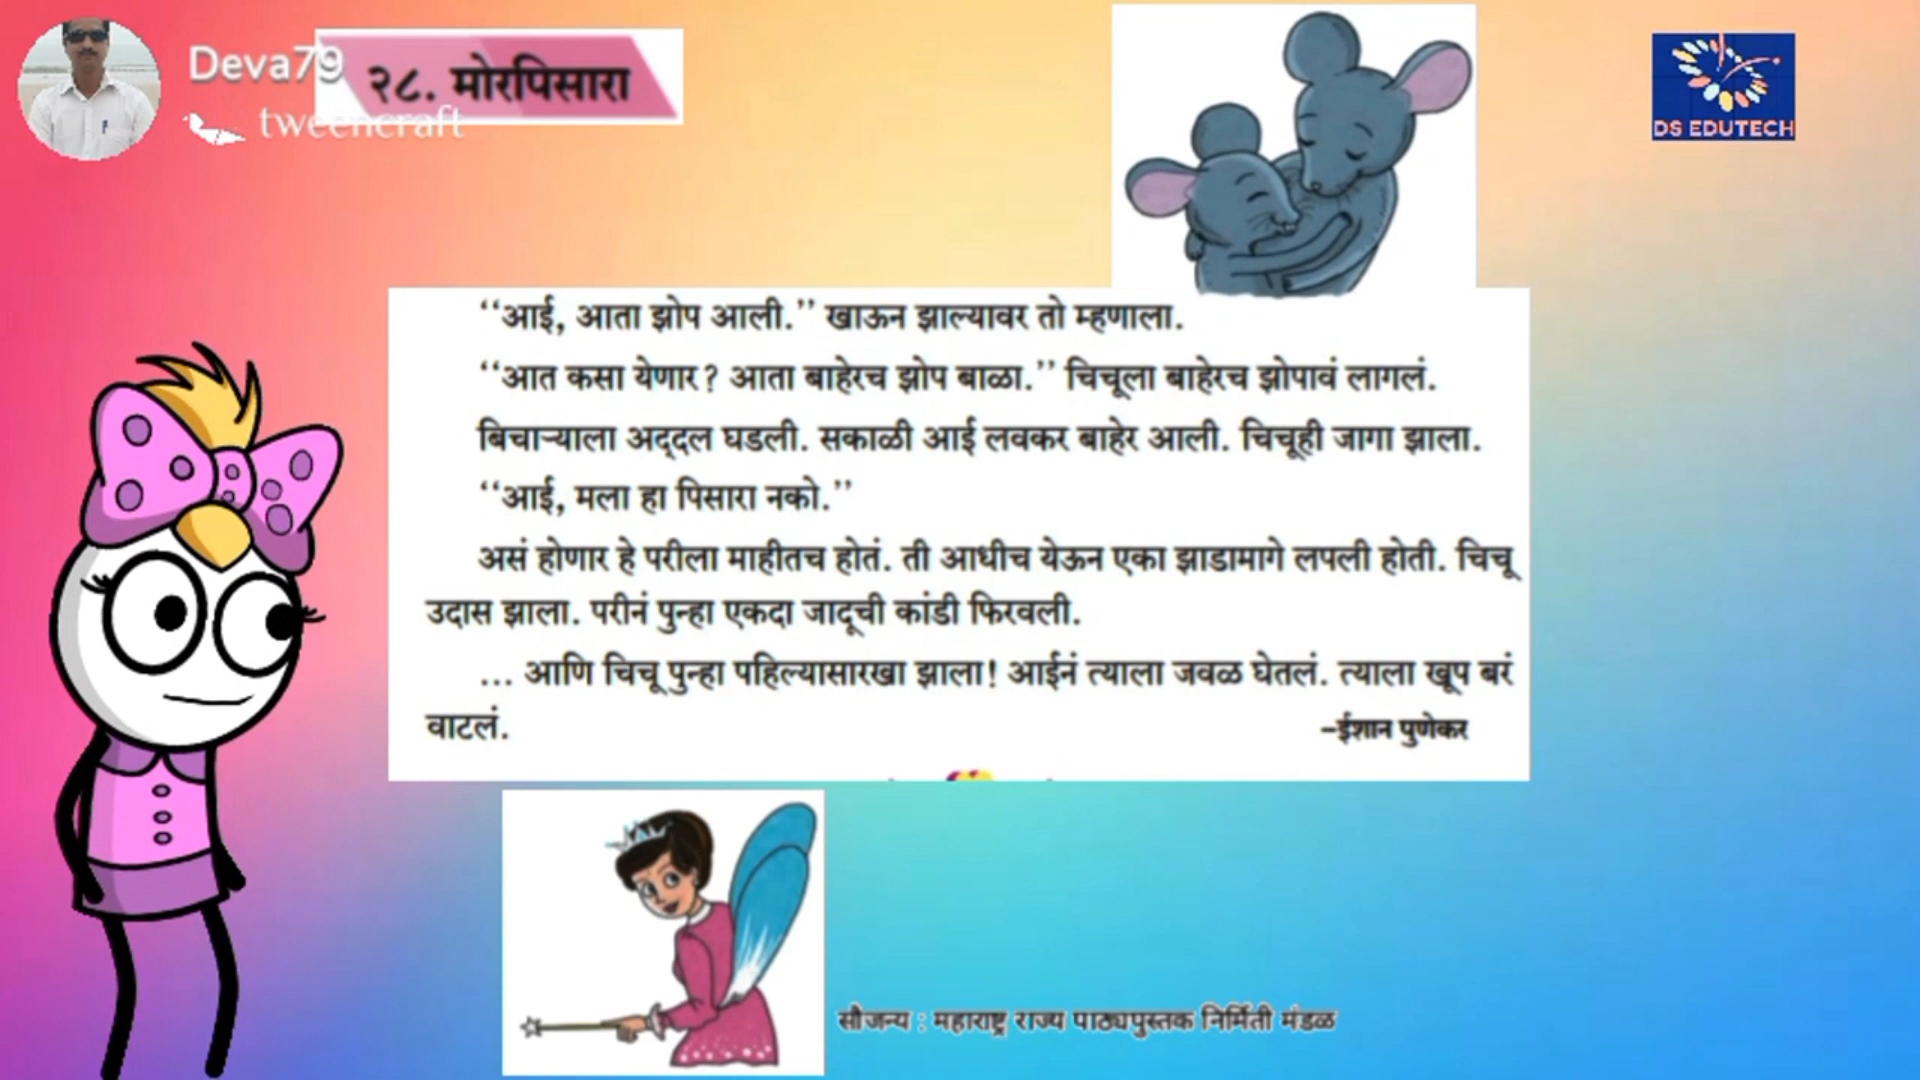 Deva79
tweencraft
२८. मोरपिसारा
DS EDUTECH
‘‘आई, आता झोप आली.’’ खाऊन झाल्यावर तो म्हणाला.
‘‘आत कसा येणार? आता बाहेरच झोप बाळा.’’ चिचूला बाहेरच झोपावं लागलं.
बिचाऱ्याला अद्दल घडली. सकाळी आई लवकर बाहेर आली. चिचूही जागा झाला.
‘‘आई, मला हा पिसारा नको.’’
असं होणार हे परीला माहीतच होतं. ती आधीच येऊन एका झाडामागे लपली होती. चिचू
उदास झाला. परीनं पुन्हा एकदा जादूची कांडी फिरवली.
... आणि चिचू पुन्हा पहिल्यासारखा झाला! आईनं त्याला जवळ घेतलं. त्याला खूप बरं
वाटलं.
–ईशान पुणेकर
सौजन्य : महाराष्ट्र राज्य पाठ्यपुस्तक निर्मिती मंडळ